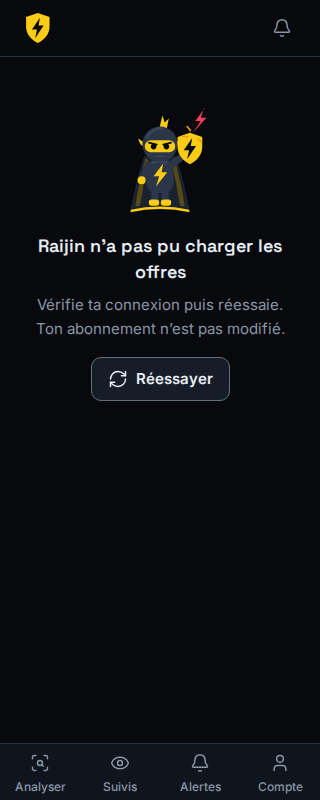 Raijin n’a pas pu charger les
offres
Vérifie ta connexion puis réessaie.
Ton abonnement n’est pas modifié.
Réessayer
Analyser
Suivis
Alertes
Compte